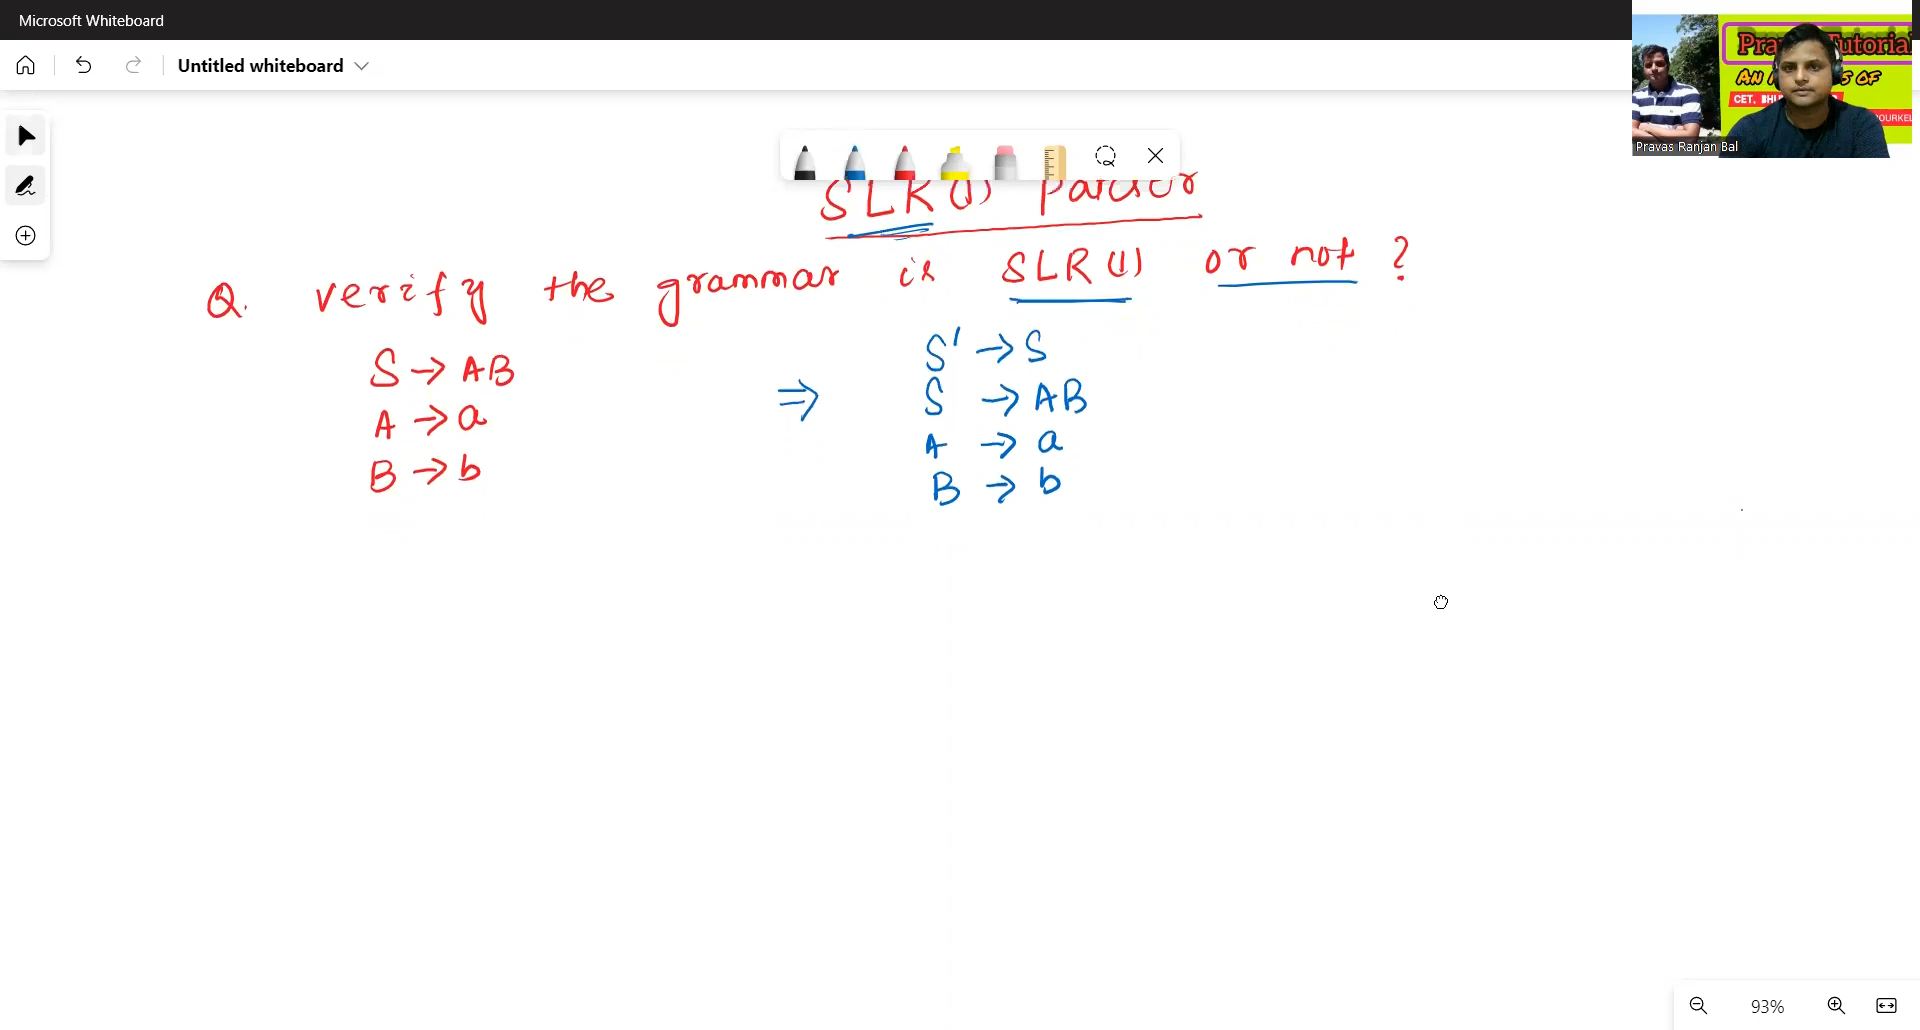 Microsoft Whiteboard
Untitled whiteboard
Pravas Ranjan Bal
CET.
SLR(1) Parser
Q. verify the grammar is SLR(1) or not ?
S → AB
A → a
B → b
⇒
S' → S
S → AB
A → a
B → b
93%